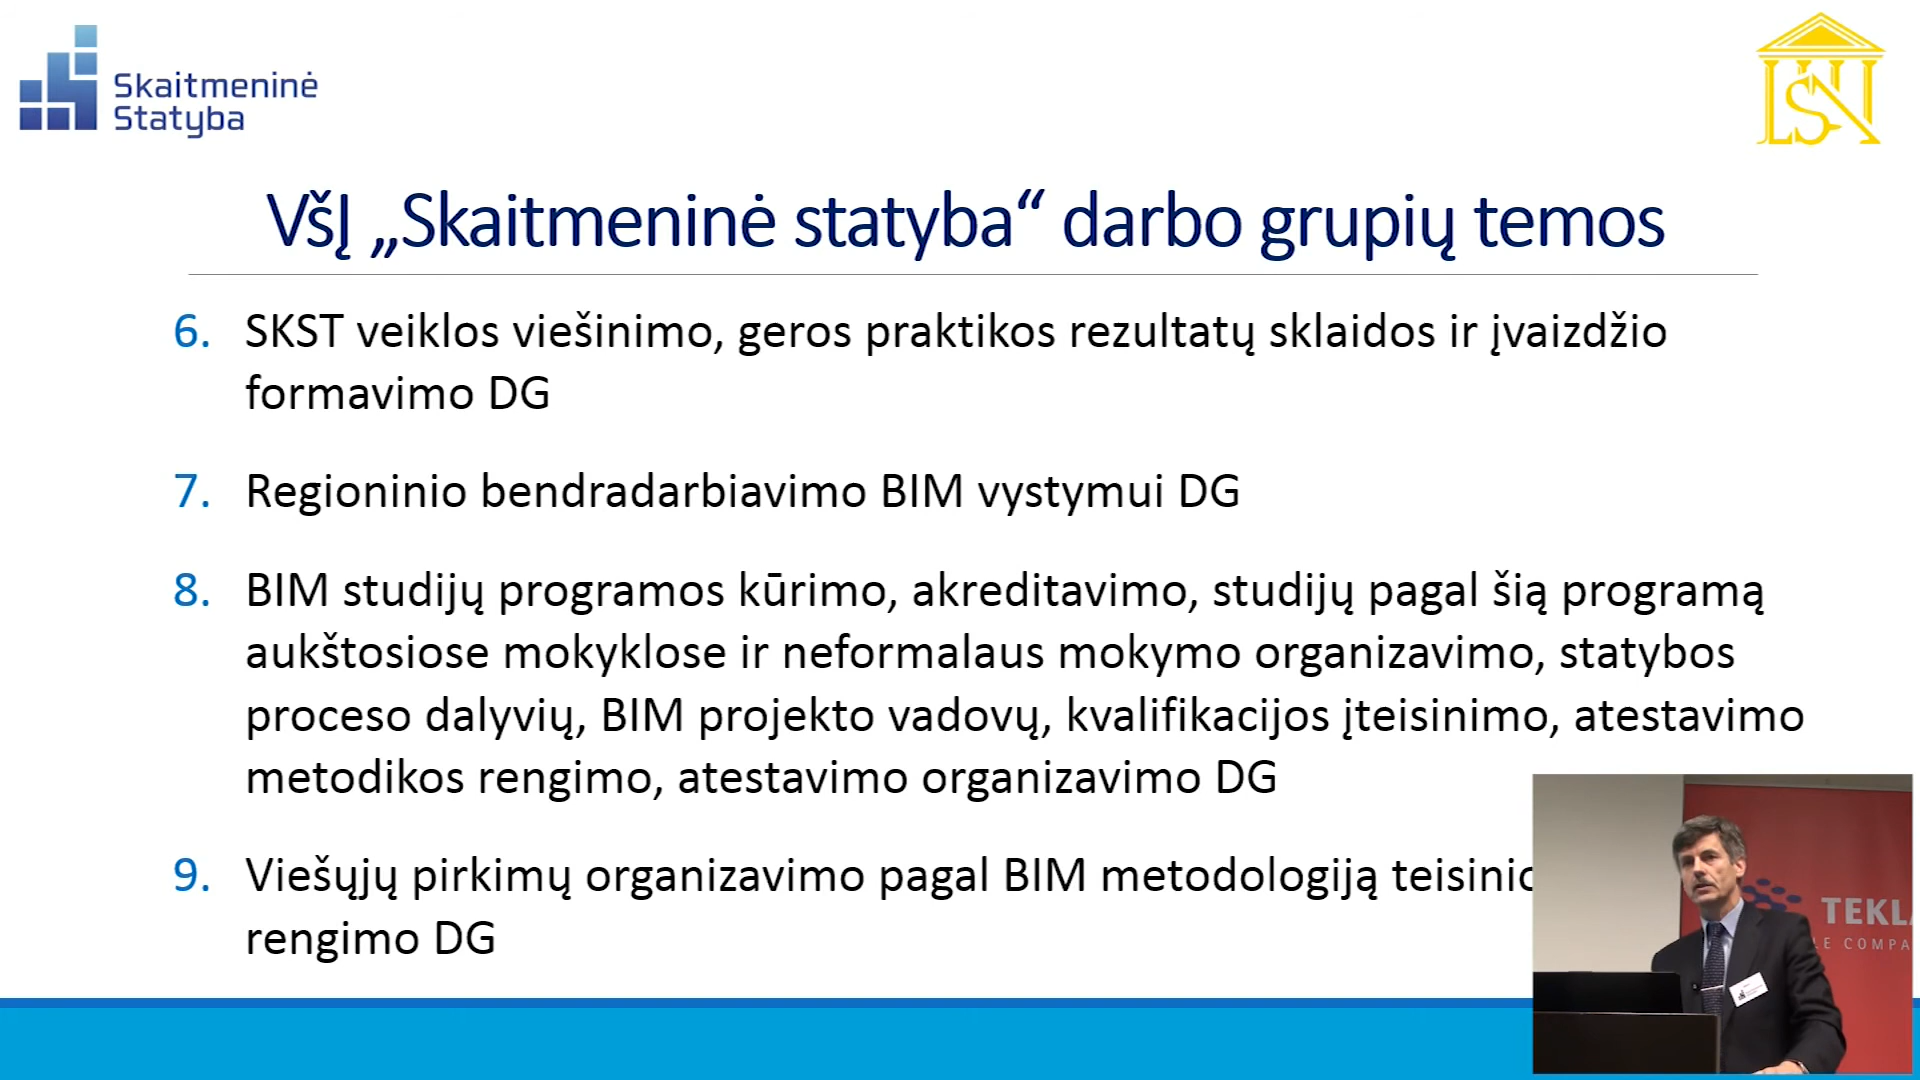 Skaitmeninė
Statyba
LSN
VšĮ „Skaitmeninė statyba“ darbo grupių temos
6. SKST veiklos viešinimo, geros praktikos rezultatų sklaidos ir įvaizdžio
formavimo DG
7. Regioninio bendradarbiavimo BIM vystymui DG
8. BIM studijų programos kūrimo, akreditavimo, studijų pagal šią programą
aukštosiose mokyklose ir neformalaus mokymo organizavimo, statybos
proceso dalyvių, BIM projekto vadovų, kvalifikacijos įteisinimo, atestavimo
metodikos rengimo, atestavimo organizavimo DG
9. Viešųjų pirkimų organizavimo pagal BIM metodologiją
rengimo DG
TEKLA